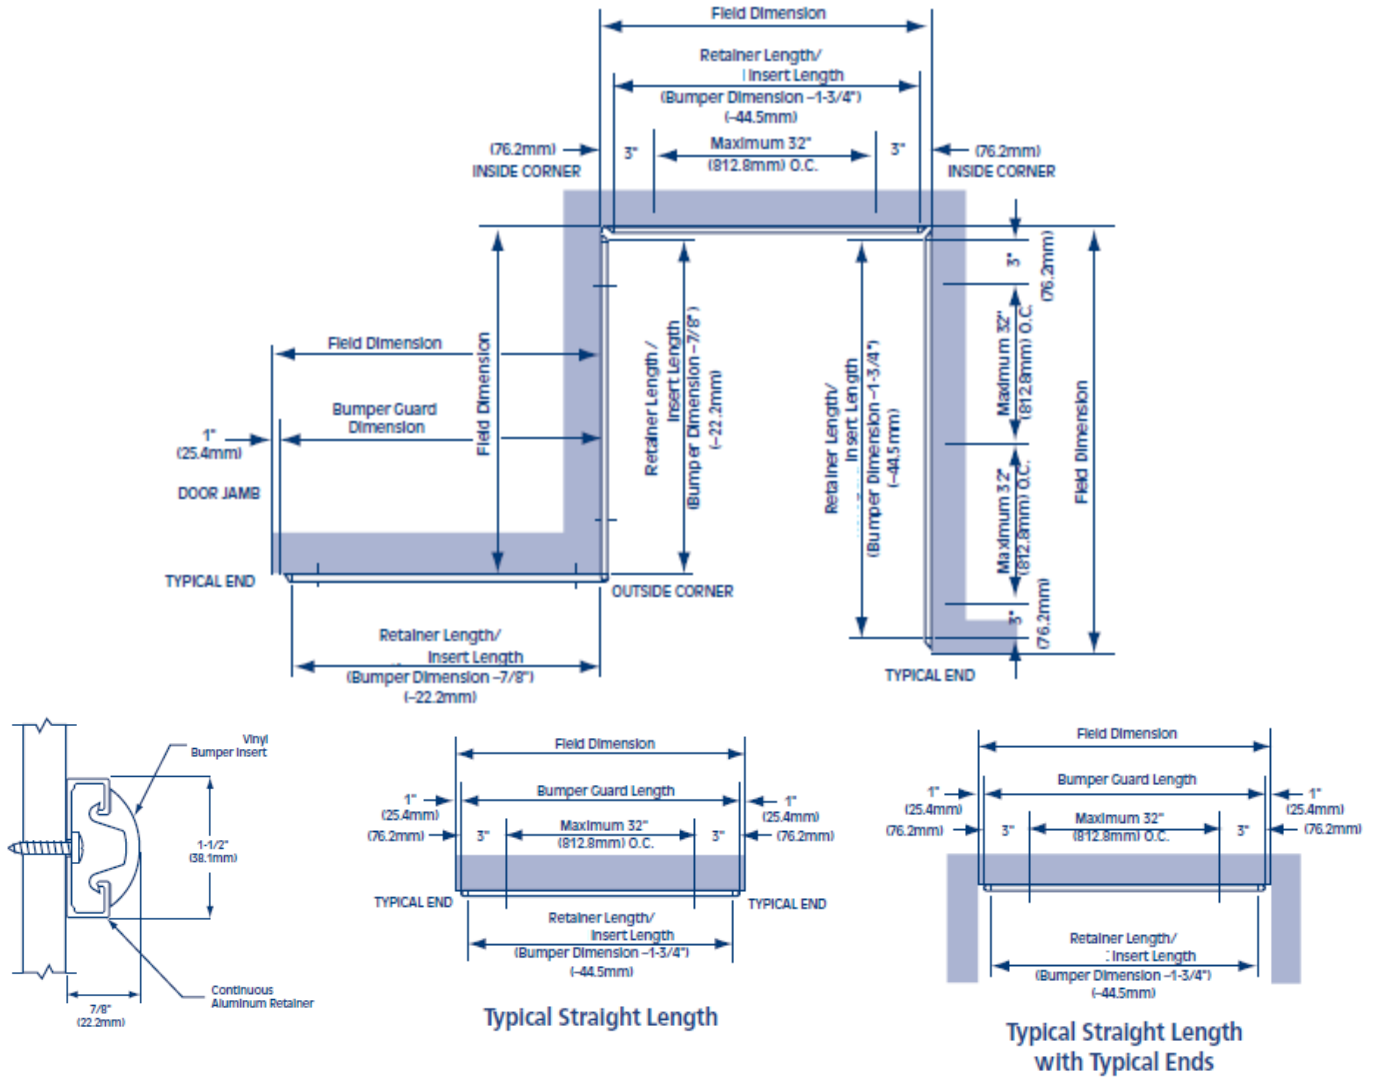 Field Dimension
Retainer Length/
Insert Length
(Bumper Dimension –1-3/4")
(–44.5mm)
(76.2mm)
INSIDE CORNER
3"
Maximum 32"
(812.8mm) O.C.
3"
(76.2mm)
INSIDE CORNER
3"
(76.2mm)
Maximum 32"
(812.8mm) O.C.
Maximum 32"
(812.8mm) O.C.
3"
(76.2mm)
Field Dimension
Field Dimension
Bumper Guard
Dimension
1"
(25.4mm)
DOOR JAMB
Field Dimension
Retainer Length /
Insert Length
(Bumper Dimension –7/8")
(–22.2mm)
Retainer Length/
Insert Length
(Bumper Dimension –1-3/4")
(–44.5mm)
TYPICAL END
OUTSIDE CORNER
Retainer Length/
Insert Length
(Bumper Dimension –7/8")
(–22.2mm)
TYPICAL END
Vinyl
Bumper Insert
1-1/2"
(38.1mm)
Continuous
Aluminum Retainer
7/8"
(22.2mm)
Field Dimension
Bumper Guard Length
1"
(25.4mm)
1"
(25.4mm)
(76.2mm)
3"
Maximum 32"
(812.8mm) O.C.
3"
(76.2mm)
TYPICAL END
TYPICAL END
Retainer Length/
Insert Length
(Bumper Dimension –1-3/4")
(–44.5mm)
Typical Straight Length
Field Dimension
Bumper Guard Length
1"
(25.4mm)
1"
(25.4mm)
(76.2mm)
3"
Maximum 32"
(812.8mm) O.C.
3"
(76.2mm)
Retainer Length/
Insert Length
(Bumper Dimension –1-3/4")
(–44.5mm)
Typical Straight Length
with Typical Ends